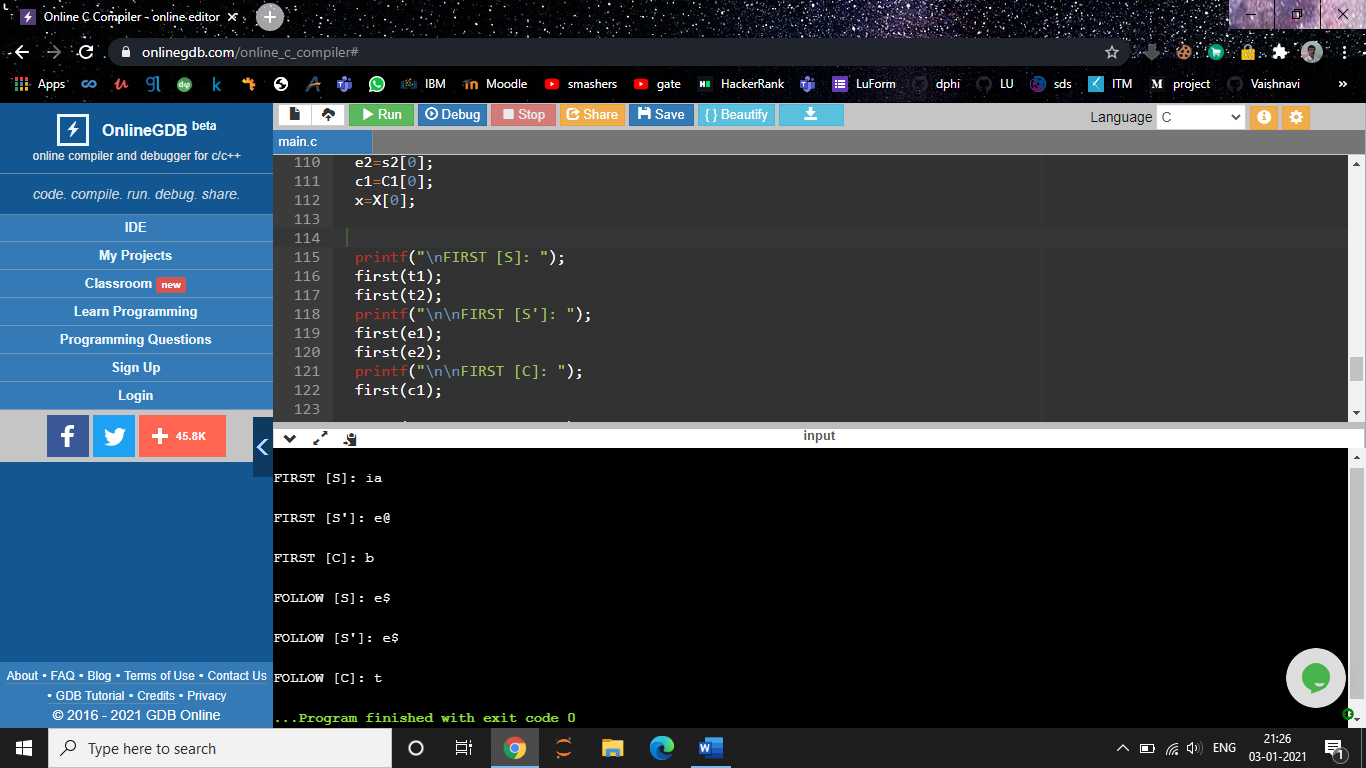 Online C Compiler - online editor
onlinegdb.com/online_c_compiler#
Apps gl dip k IBM Moodle smashers gate HackerRank LuForm dphi LU sds ITM M project Vaishnavi »
OnlineGDB beta
online compiler and debugger for c/c++
code. compile. run. debug. share.
IDE
My Projects
Classroom new
Learn Programming
Programming Questions
Sign Up
Login
45.8K
About • FAQ • Blog • Terms of Use • Contact Us
• GDB Tutorial • Credits • Privacy
© 2016 - 2021 GDB Online
Run Debug Stop Share Save { } Beautify
Language C
main.c
110 e2=s2[0];
111 c1=C1[0];
112 x=X[0];
113
114
115 printf("\nFIRST [S]: ");
116 first(t1);
117 first(t2);
118 printf("\n\nFIRST [S']: ");
119 first(e1);
120 first(e2);
121 printf("\n\nFIRST [C]: ");
122 first(c1);
123
input
FIRST [S]: ia
FIRST [S']: e@
FIRST [C]: b
FOLLOW [S]: e$
FOLLOW [S']: e$
FOLLOW [C]: t
...Program finished with exit code 0
Type here to search
ENG
21:26
03-01-2021
1